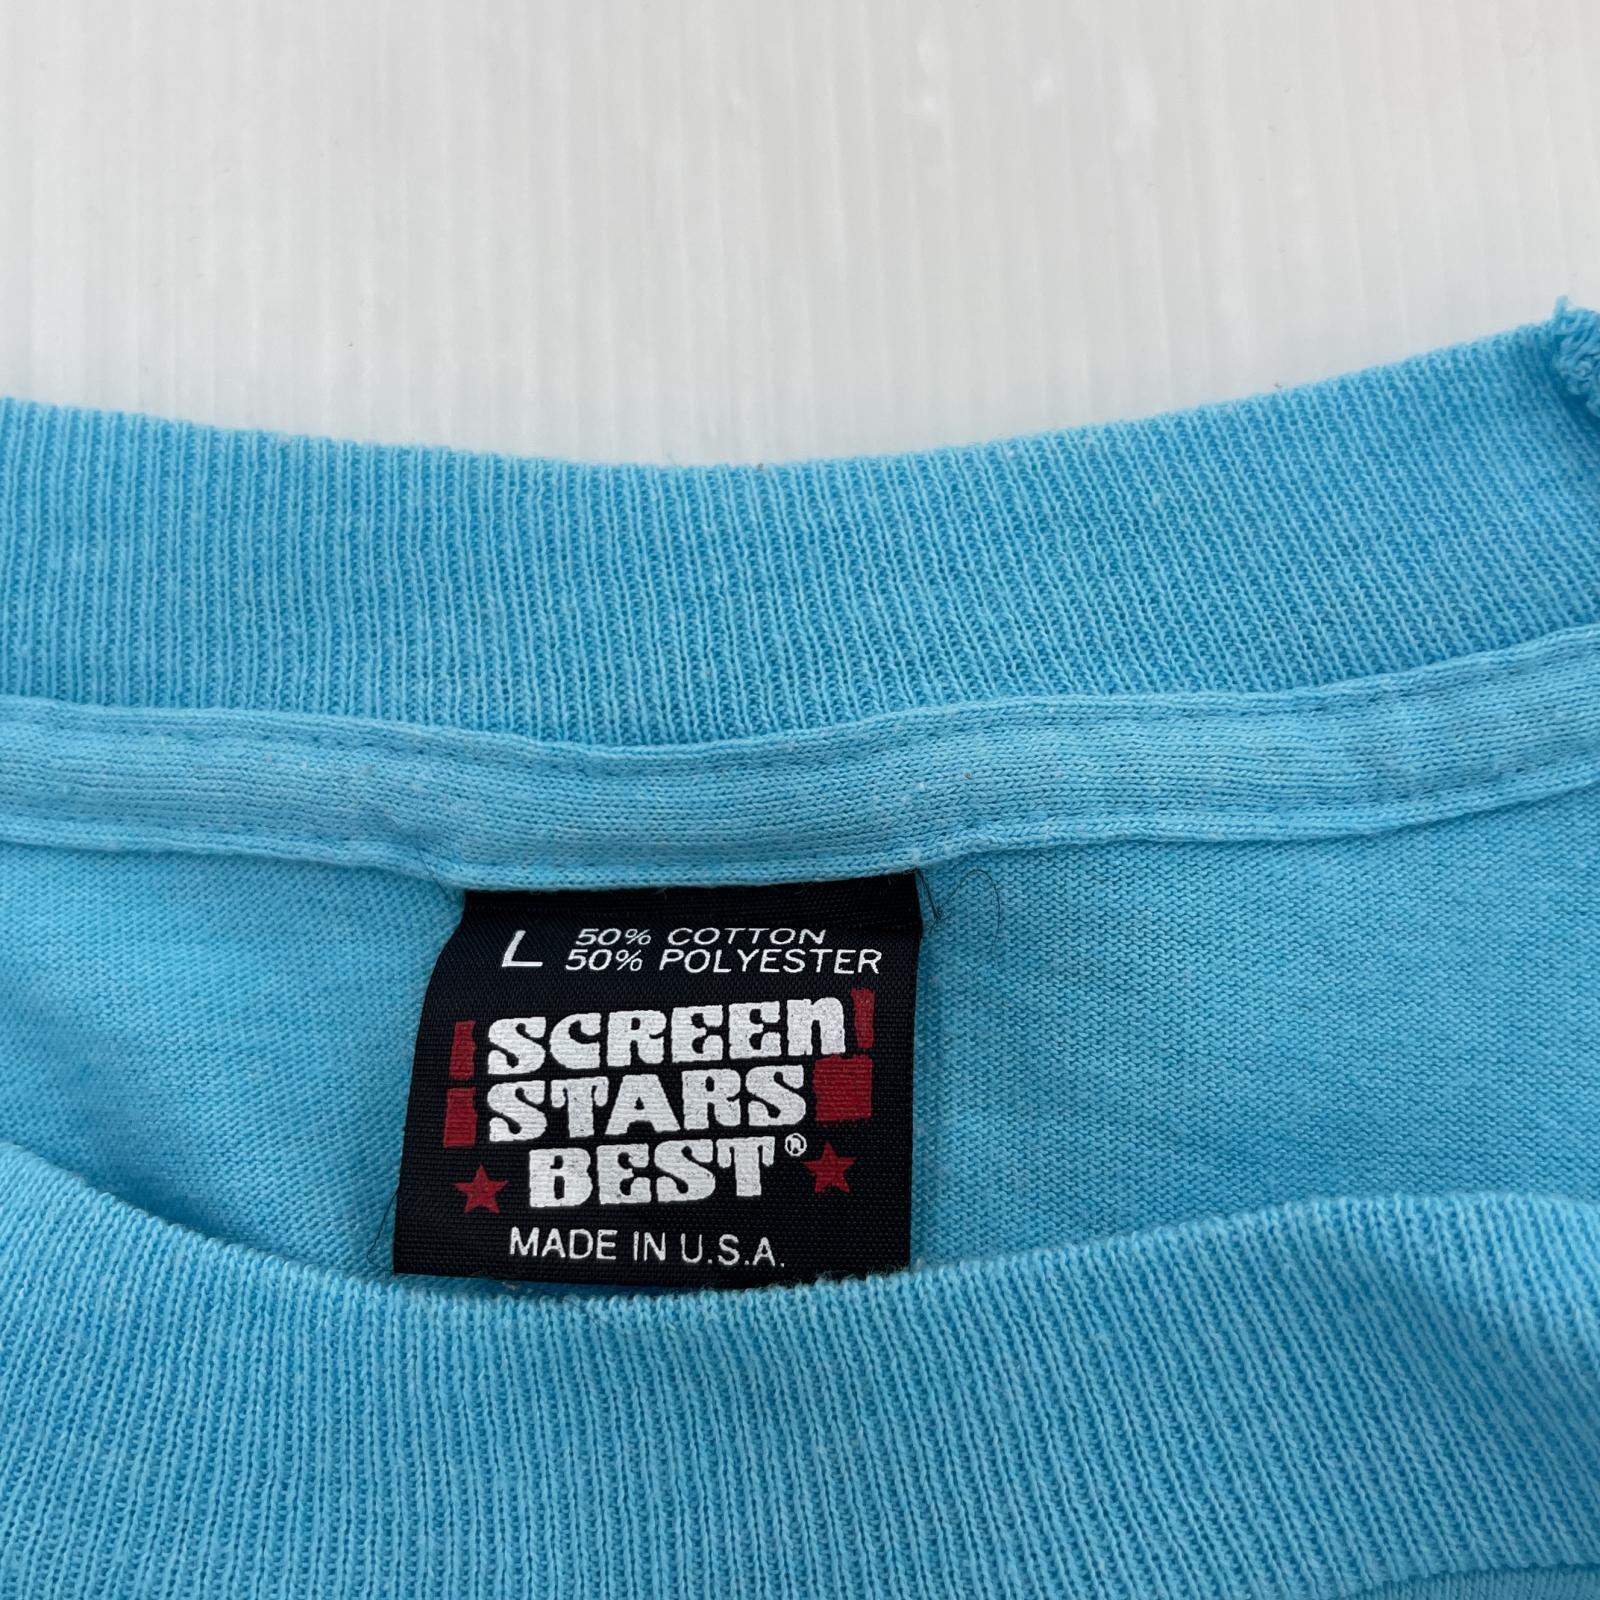 L 50% COTTON
50% POLYESTER
SCREEN
STARS
BEST®
MADE IN U.S.A.